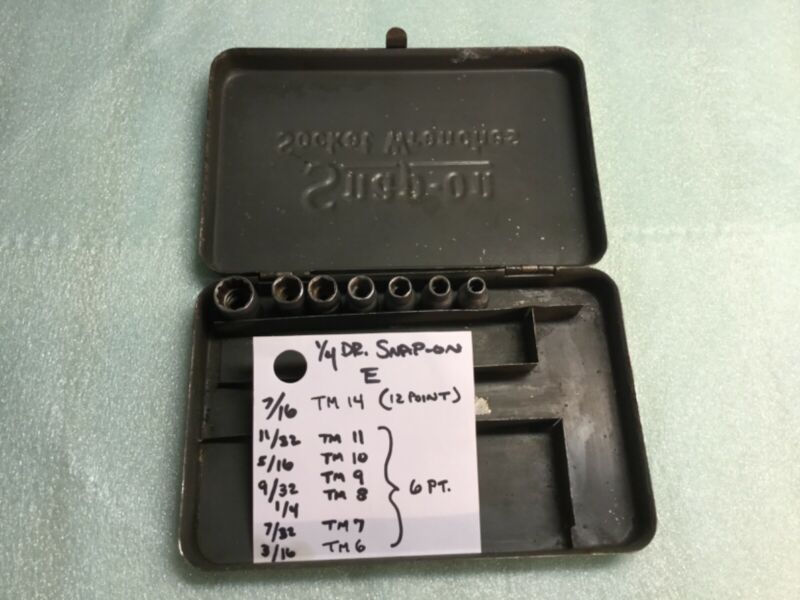 Socket Wrenches
Snap-on
1/4 DR. SNAP-ON
E
7/16 TM 14 (12 POINT)
11/32 TM 11
5/16 TM 10
9/32 TM 9
1/4 TM 8
7/32 TM 7
3/16 TM 6
6 PT.